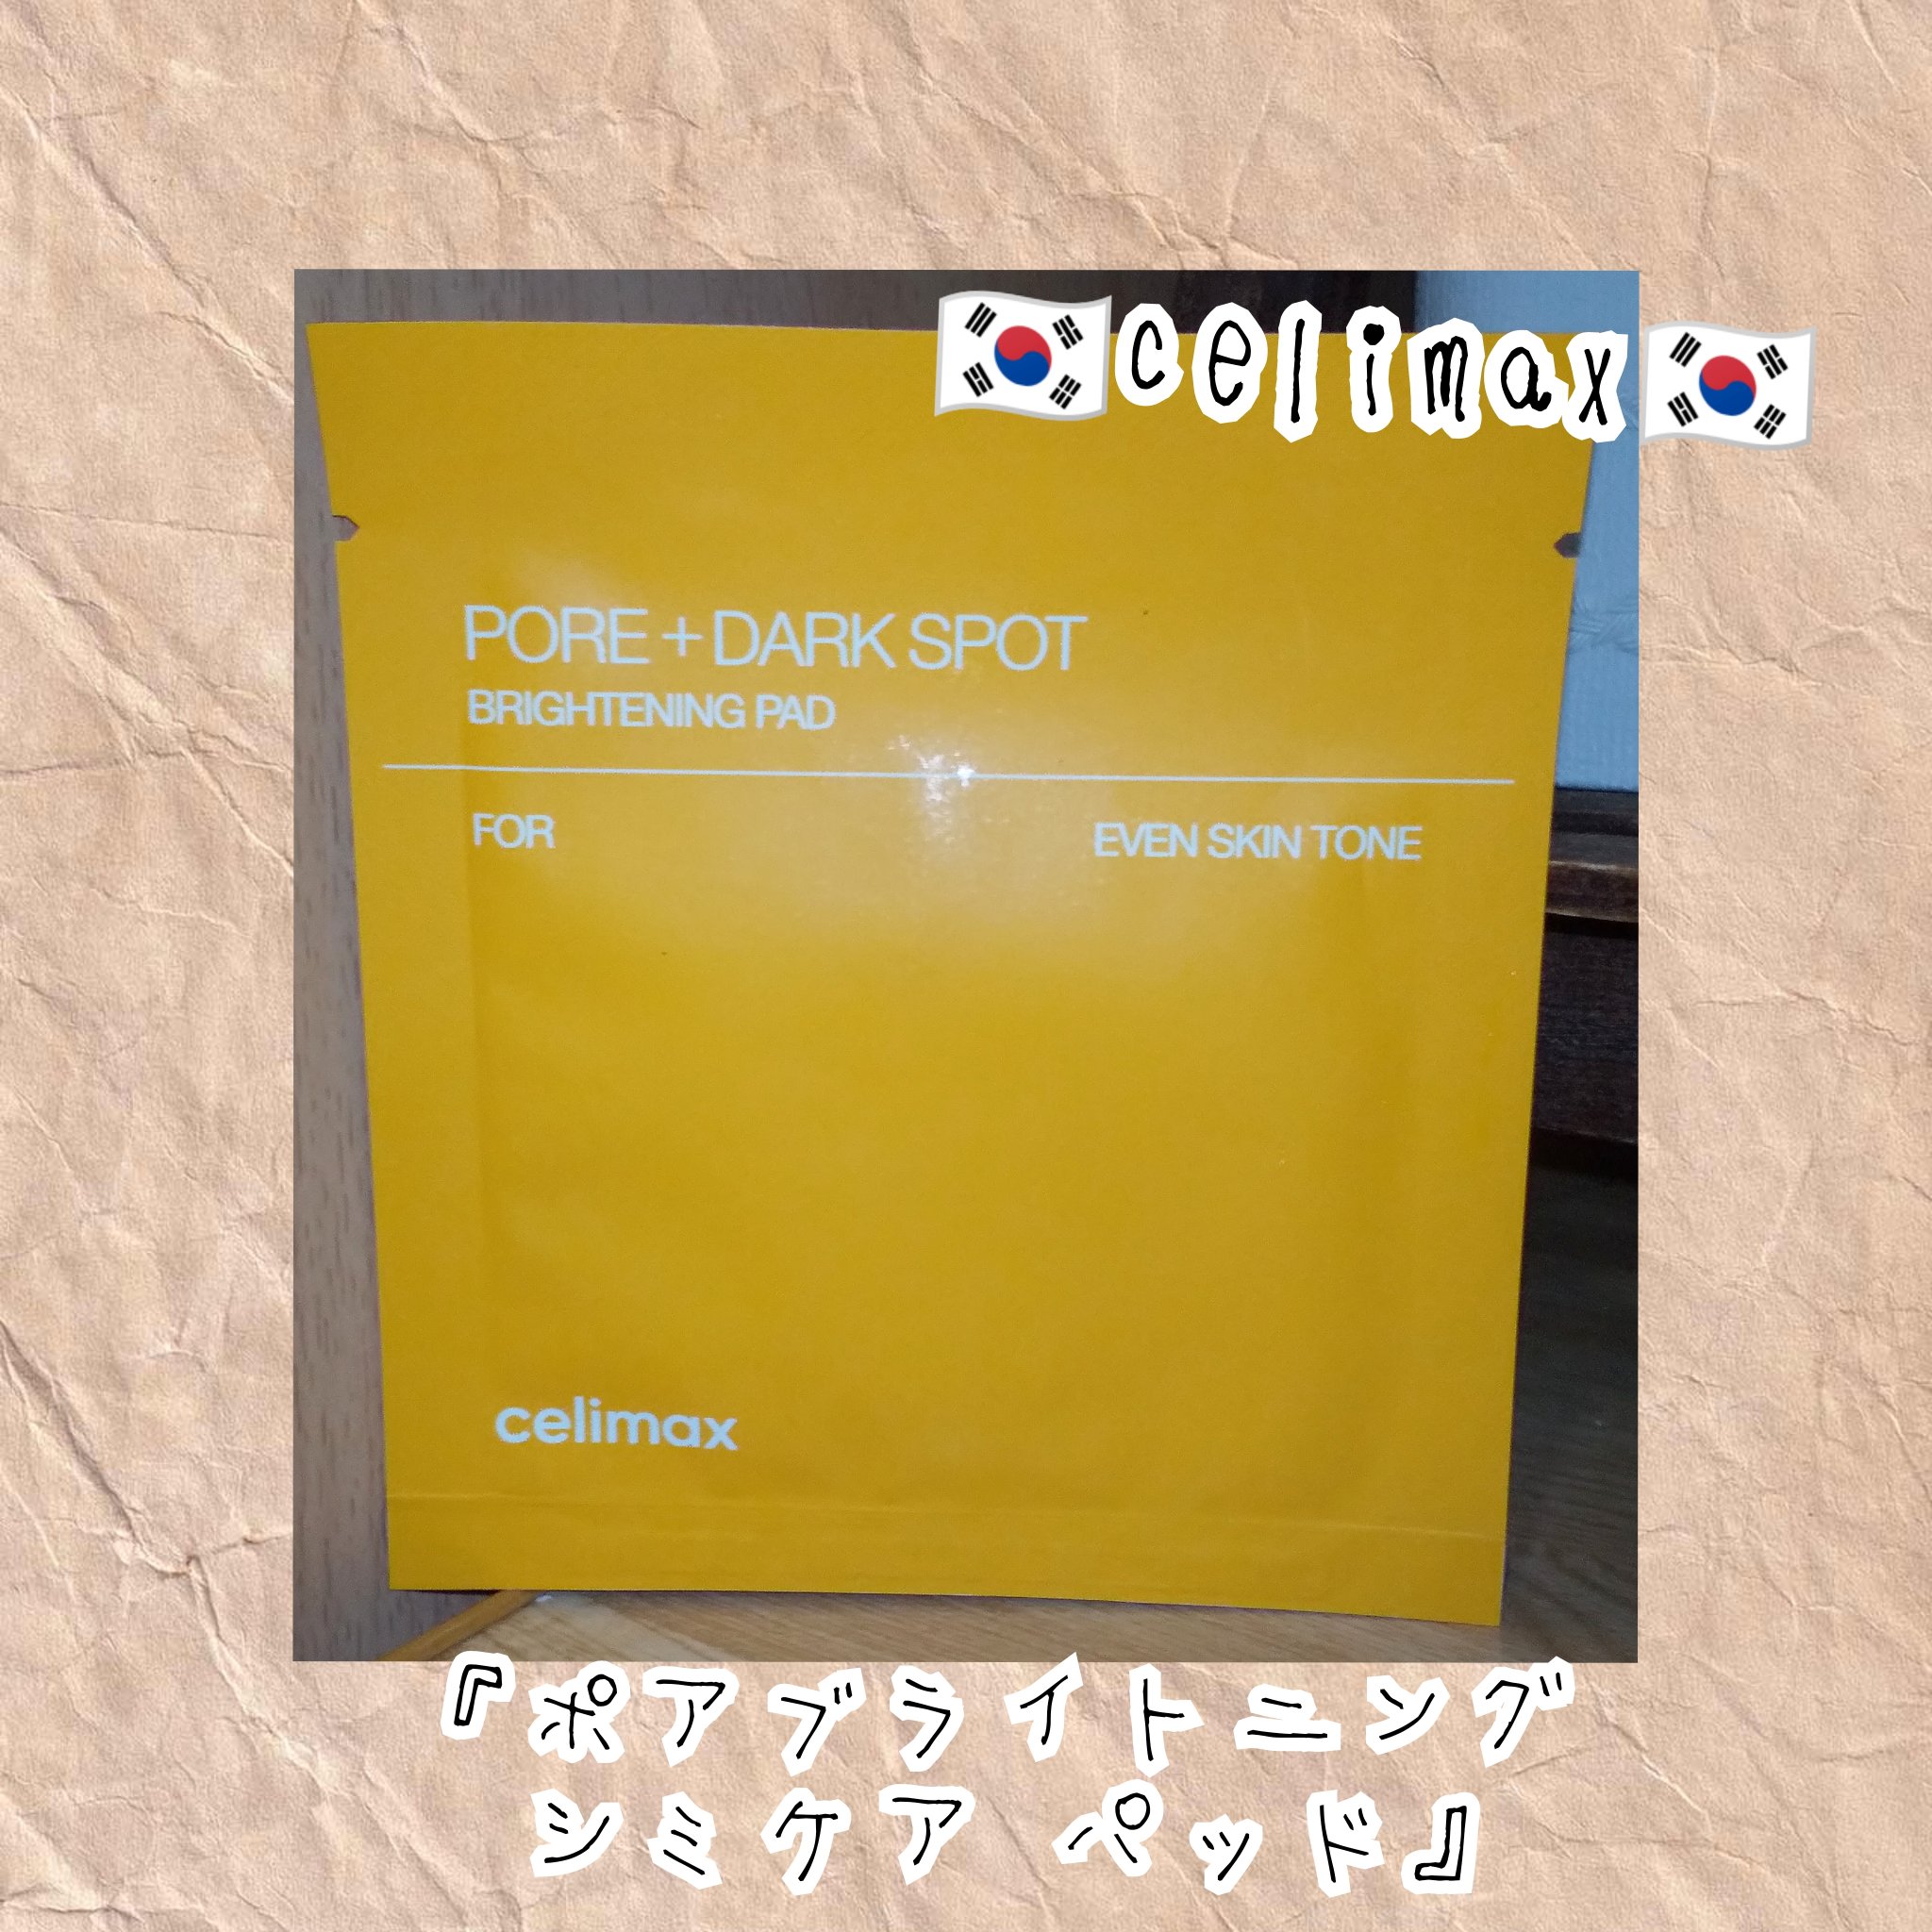 celimax
PORE + DARK SPOT
BRIGHTENING PAD
FOR EVEN SKIN TONE
celimax
『ポアブライトニング
シミケア ペッド』